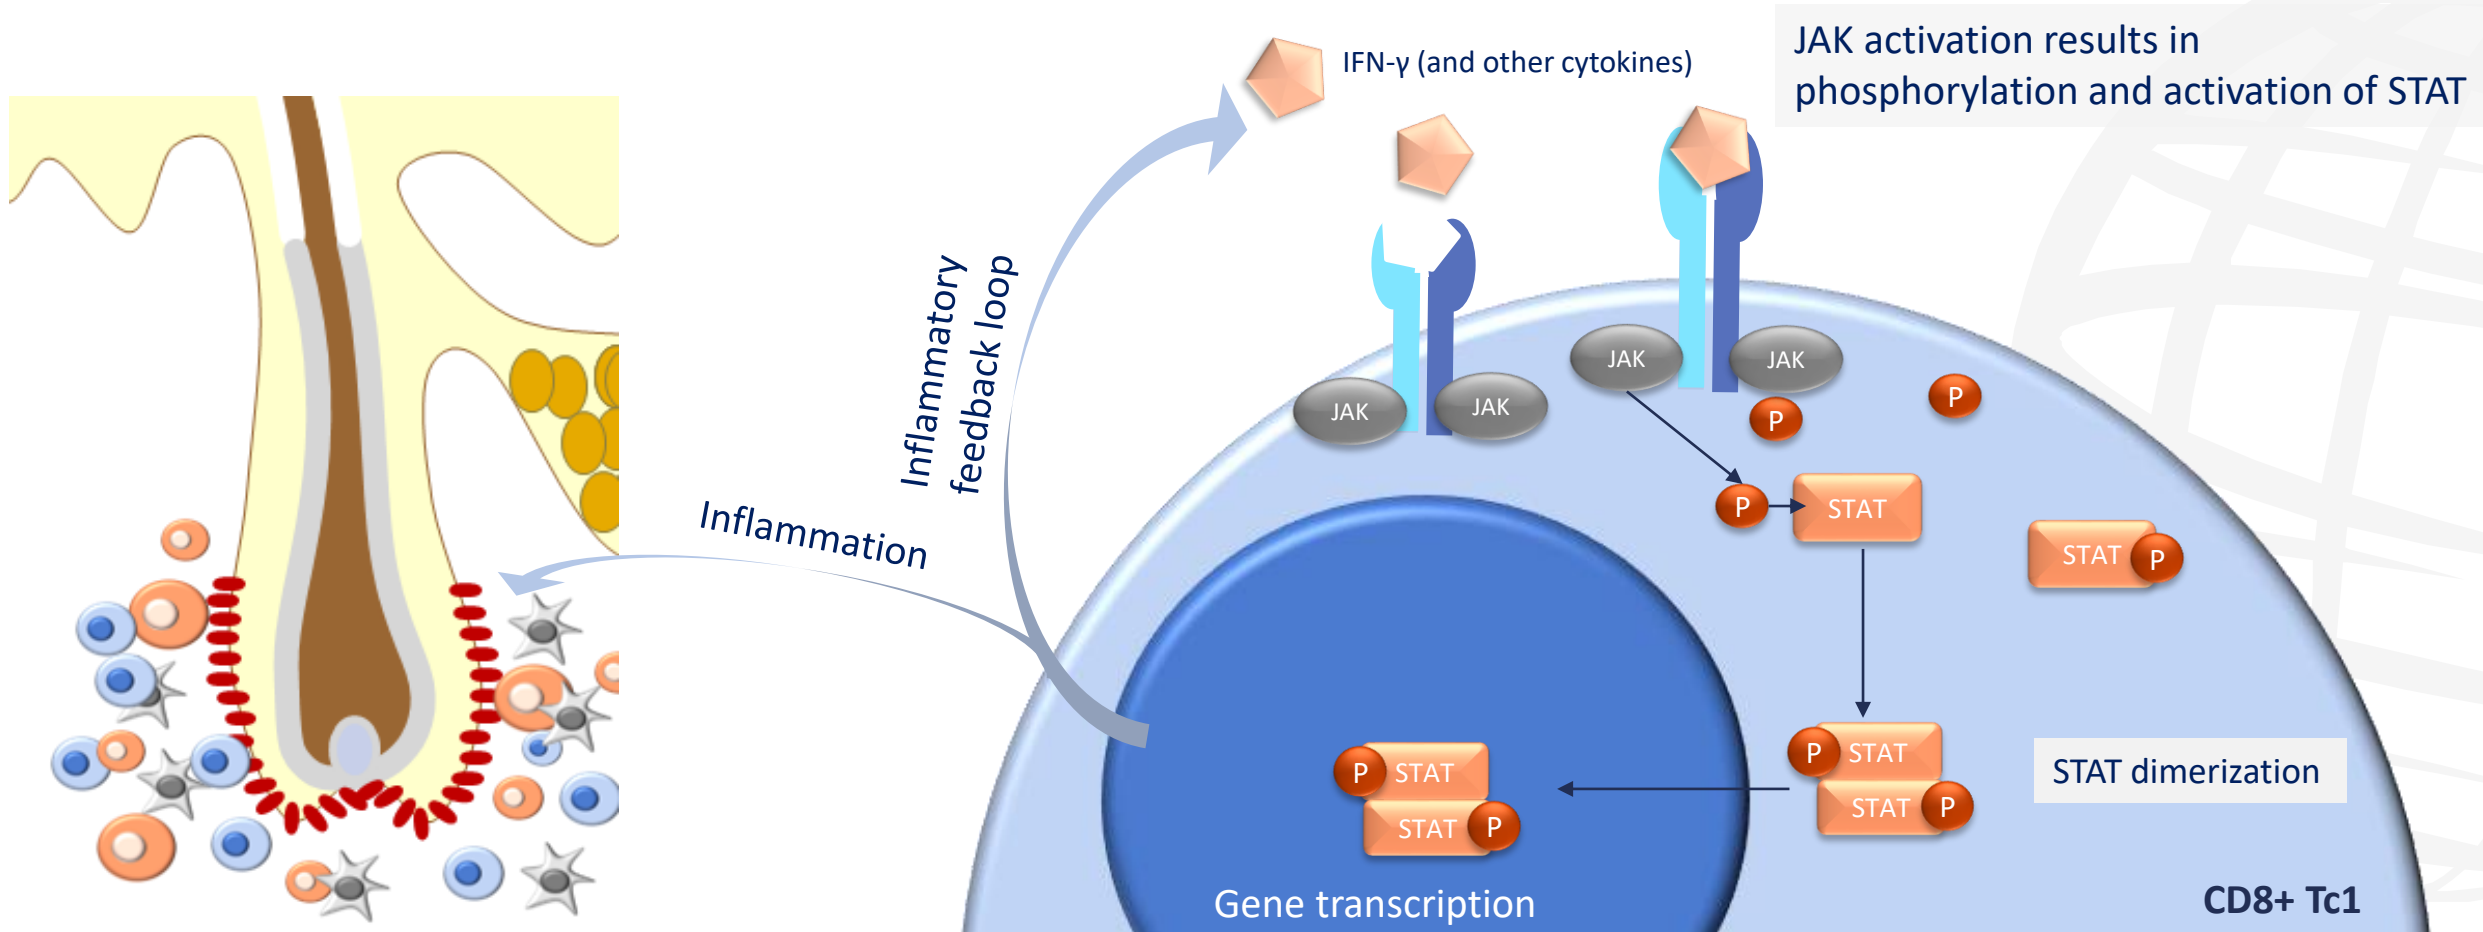 JAK activation results in
phosphorylation and activation of STAT
IFN-γ (and other cytokines)
Inflammatory
feedback loop
Inflammation
JAK
JAK
JAK
JAK
P
P
P
STAT
STAT
P
P
STAT
STAT
P
STAT dimerization
P
STAT
STAT
P
Gene transcription
CD8+ Tc1